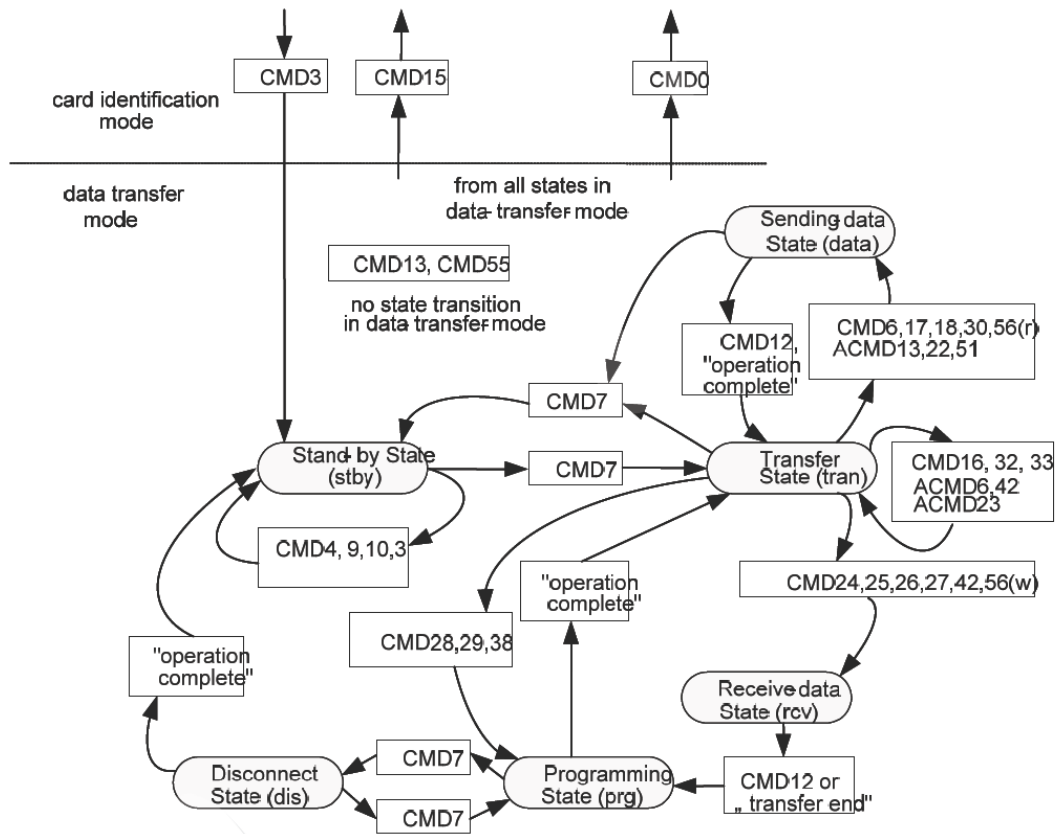 CMD3
CMD15
CMD0
card identification
mode
data transfer
mode
from all states in
data-transfer mode
Sending-data
State (data)
CMD13, CMD55
no state transition
in data transfer mode
CMD6,17,18,30,56(r)
ACMD13,22,51
CMD12,
"operation
complete"
CMD7
Stand-by State
(stby)
CMD7
Transfer
State (tran)
CMD16, 32, 33
ACMD6,42
ACMD23
CMD4, 9,10,3
"operation
complete"
CMD24,25,26,27,42,56(w)
CMD28,29,38
"operation
complete"
Receive-data
State (rcv)
CMD7
Disconnect
State (dis)
Programming
State (prg)
CMD12 or
„ transfer end"
CMD7